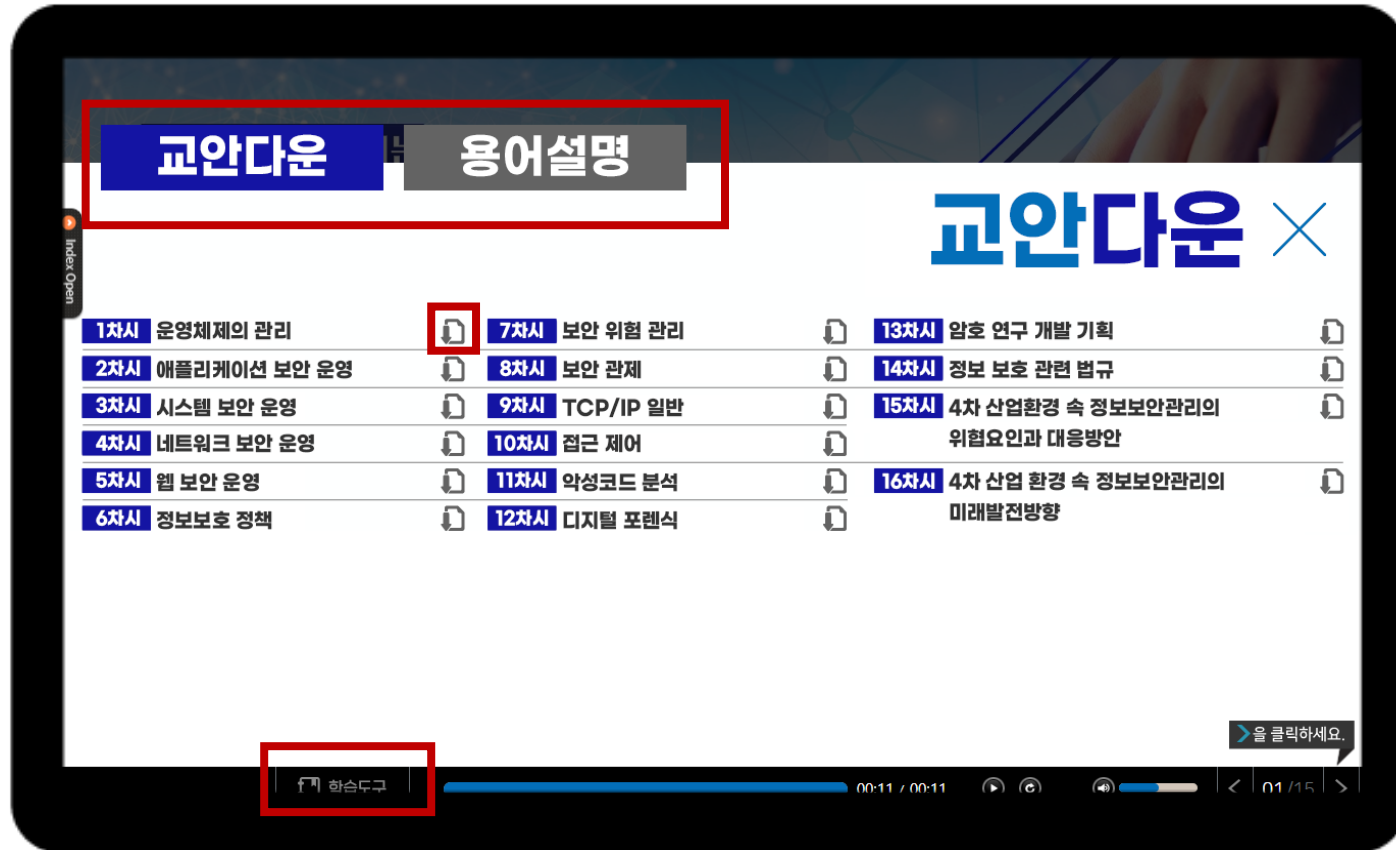 교안다운
용어설명
교안다운
Index Open
1차시 운영체제의 관리
2차시 애플리케이션 보안 운영
3차시 시스템 보안 운영
4차시 네트워크 보안 운영
5차시 웹 보안 운영
6차시 정보보호 정책
7차시 보안 위험 관리
8차시 보안 관제
9차시 TCP/IP 일반
10차시 접근 제어
11차시 악성코드 분석
12차시 디지털 포렌식
13차시 암호 연구 개발 기획
14차시 정보 보호 관련 법규
15차시 4차 산업환경 속 정보보안관리의
위협요인과 대응방안
16차시 4차 산업 환경 속 정보보안관리의
미래발전방향
을 클릭하세요.
학습도구
00:11 / 00:11
01/15